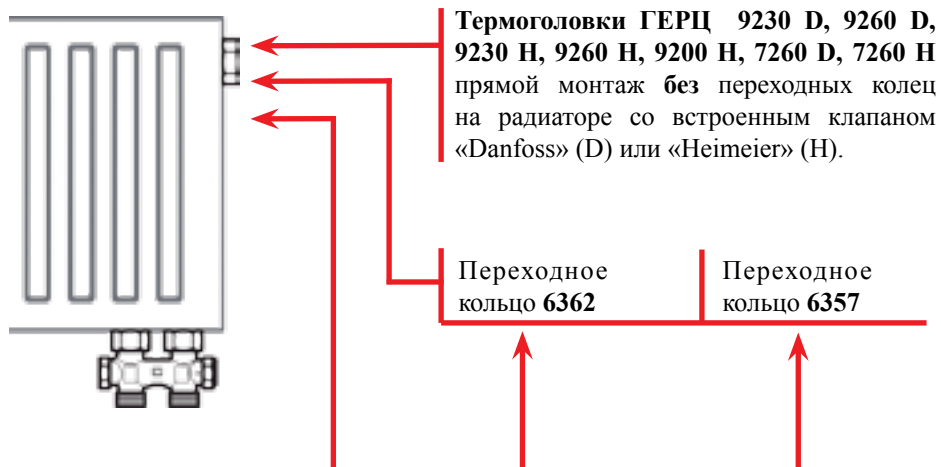 Термоголовки ГЕРЦ 9230 D, 9260 D,
9230 H, 9260 H, 9200 H, 7260 D, 7260 H
прямой монтаж без переходных колец
на радиаторе со встроенным клапаном
«Danfoss» (D) или «Heimeier» (H).
Переходное
кольцо 6362
Переходное
кольцо 6357